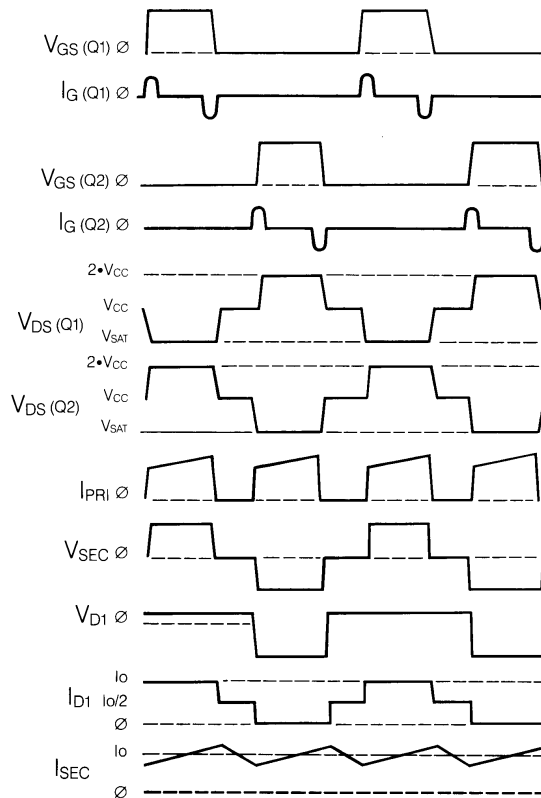 VGS (Q1) Ø
IG (Q1) Ø
VGS (Q2) Ø
IG (Q2) Ø
2•VCC
VCC
VDS (Q1)
VSAT
2•VCC
VCC
VDS (Q2)
VSAT
IPRI Ø
VSEC Ø
VD1 Ø
Io
ID1 Io/2
Ø
Io
ISEC
Ø